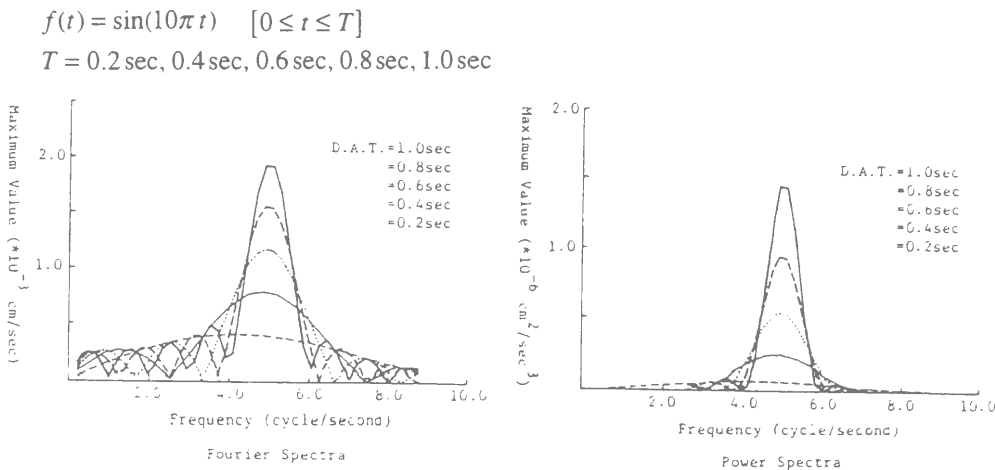 f(t) = sin(10π t) [0 ≤ t ≤ T]
T = 0.2 sec, 0.4 sec, 0.6 sec, 0.8 sec, 1.0 sec
Maximum Value (*10⁻³ cm/sec)
2.0
1.0
D.A.T.=1.0sec
=0.8sec
=0.6sec
=0.4sec
=0.2sec
2.0 4.0 6.0 8.0 10.0
Frequency (cycle/second)
Fourier Spectra
Maximum Value (*10⁻⁶ cm²/sec³)
2.0
1.0
D.A.T.=1.0sec
=0.8sec
=0.6sec
=0.4sec
=0.2sec
2.0 4.0 6.0 8.0 10.0
Frequency (cycle/second)
Power Spectra